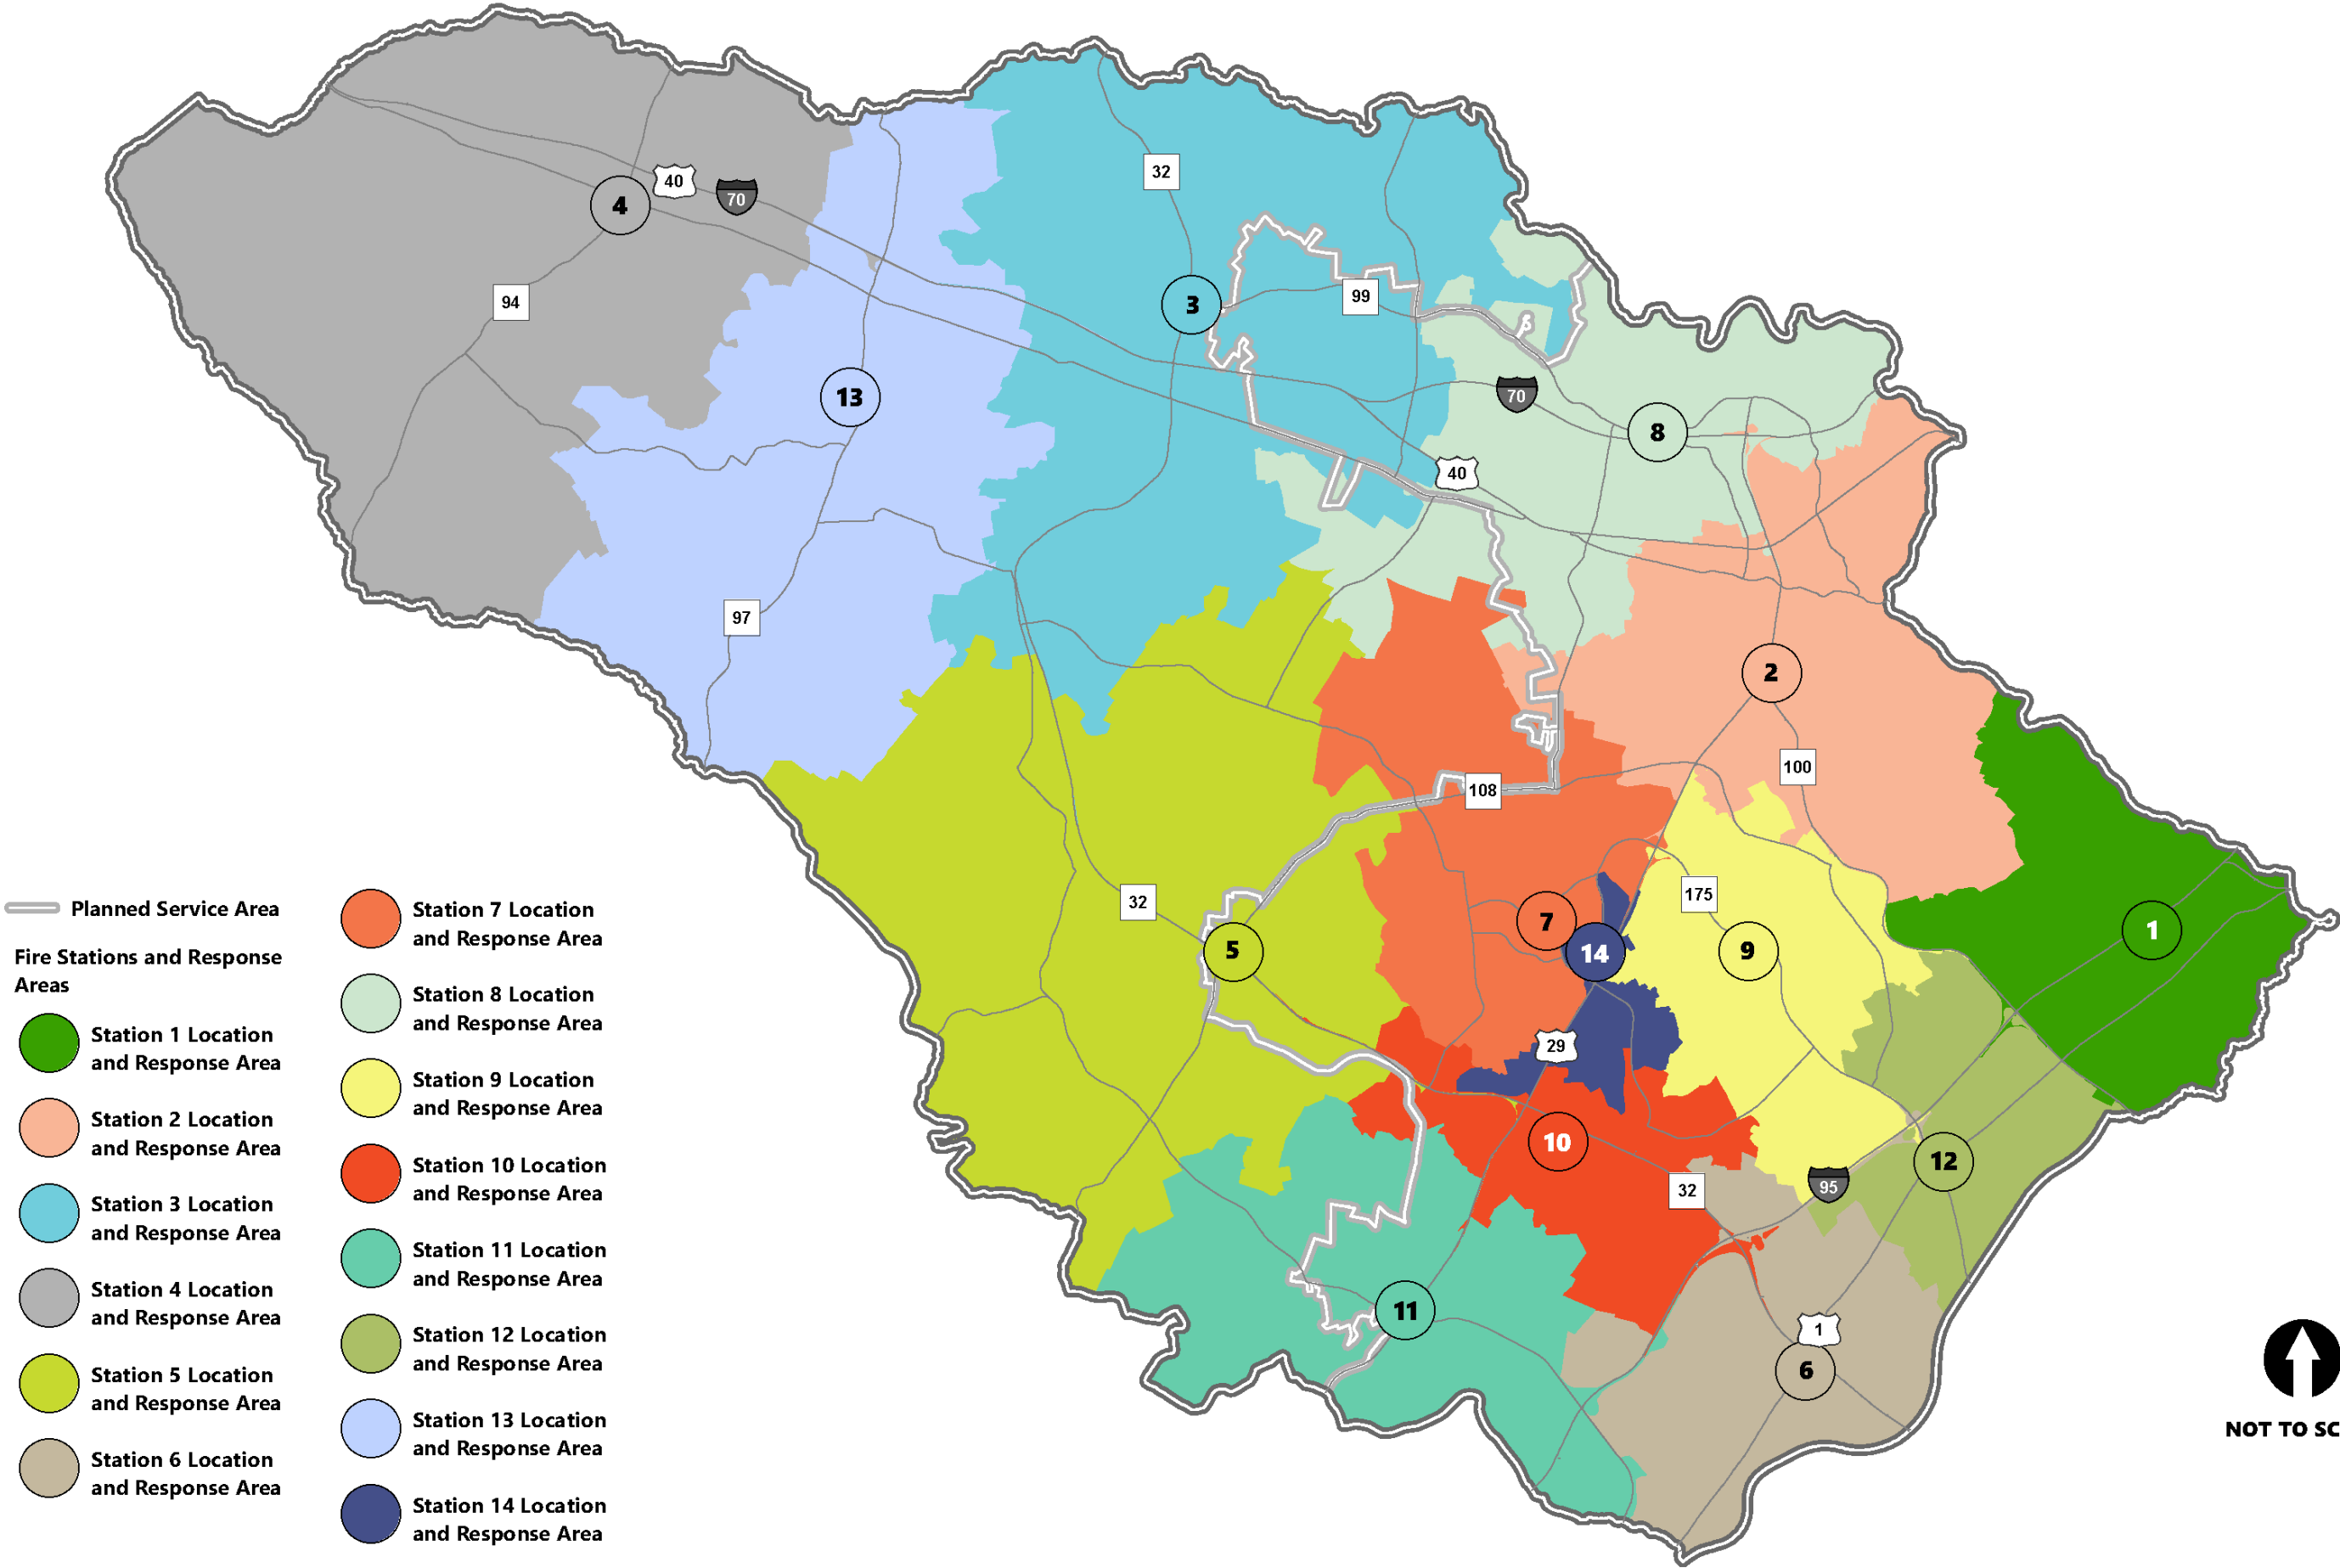 32
40
70
4
94
3
99
13
70
8
40
97
2
100
108
175
32
7
5
14
9
1
29
10
12
32
95
11
1
6
Planned Service Area
Fire Stations and Response
Areas
Station 1 Location
and Response Area
Station 2 Location
and Response Area
Station 3 Location
and Response Area
Station 4 Location
and Response Area
Station 5 Location
and Response Area
Station 6 Location
and Response Area
Station 7 Location
and Response Area
Station 8 Location
and Response Area
Station 9 Location
and Response Area
Station 10 Location
and Response Area
Station 11 Location
and Response Area
Station 12 Location
and Response Area
Station 13 Location
and Response Area
Station 14 Location
and Response Area
NOT TO SC